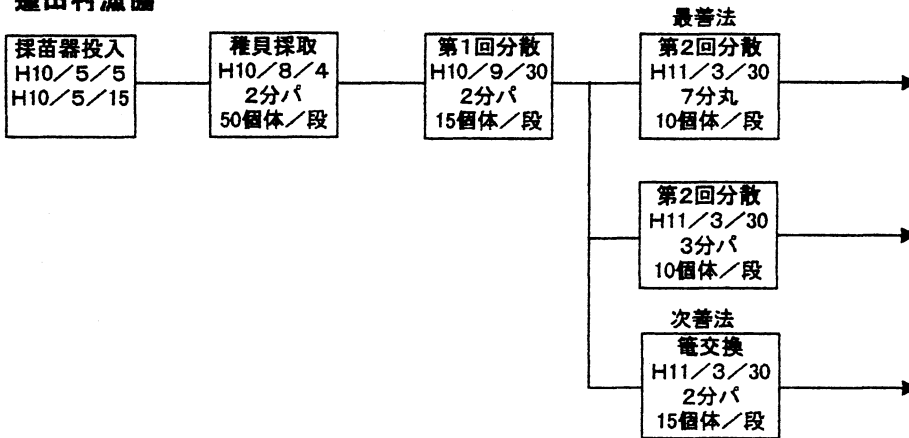 採苗器投入
H10/5/5
H10/5/15
稚貝採取
H10/8/4
2分パ
50個体/段
第1回分散
H10/9/30
2分パ
15個体/段
最善法
第2回分散
H11/3/30
7分丸
10個体/段
第2回分散
H11/3/30
3分パ
10個体/段
次善法
篭交換
H11/3/30
2分パ
15個体/段